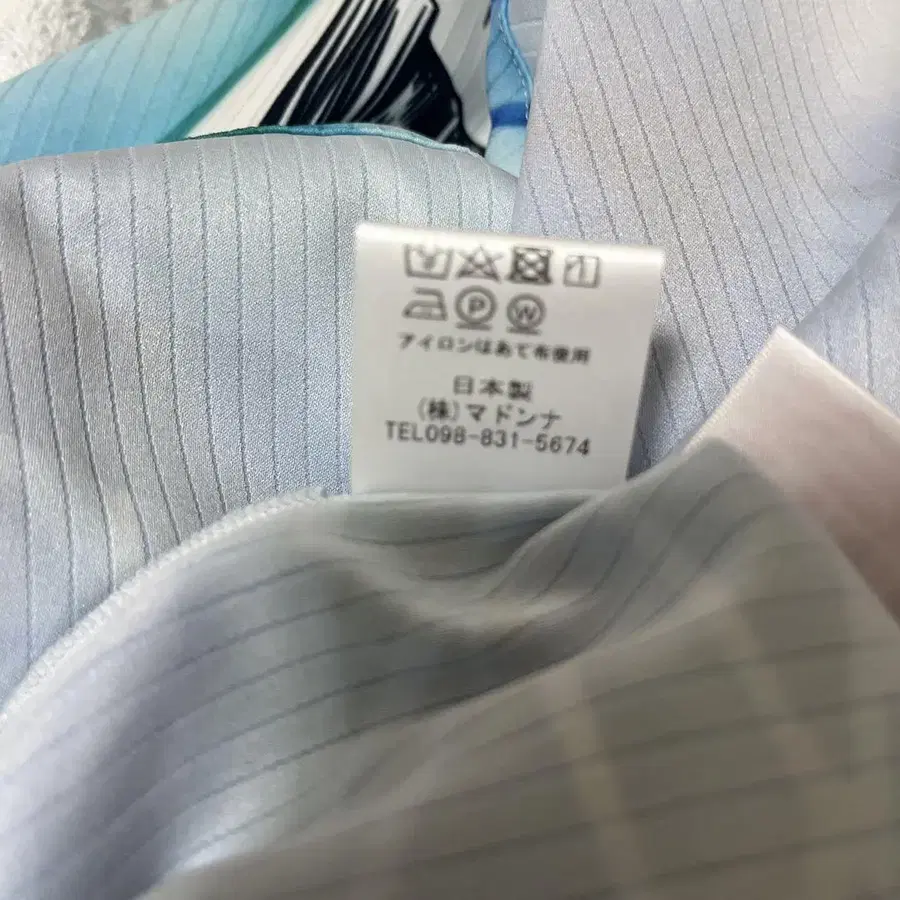 P W
アイロンはあて布使用
日本製
(株)マドンナ
TEL098-831-5674